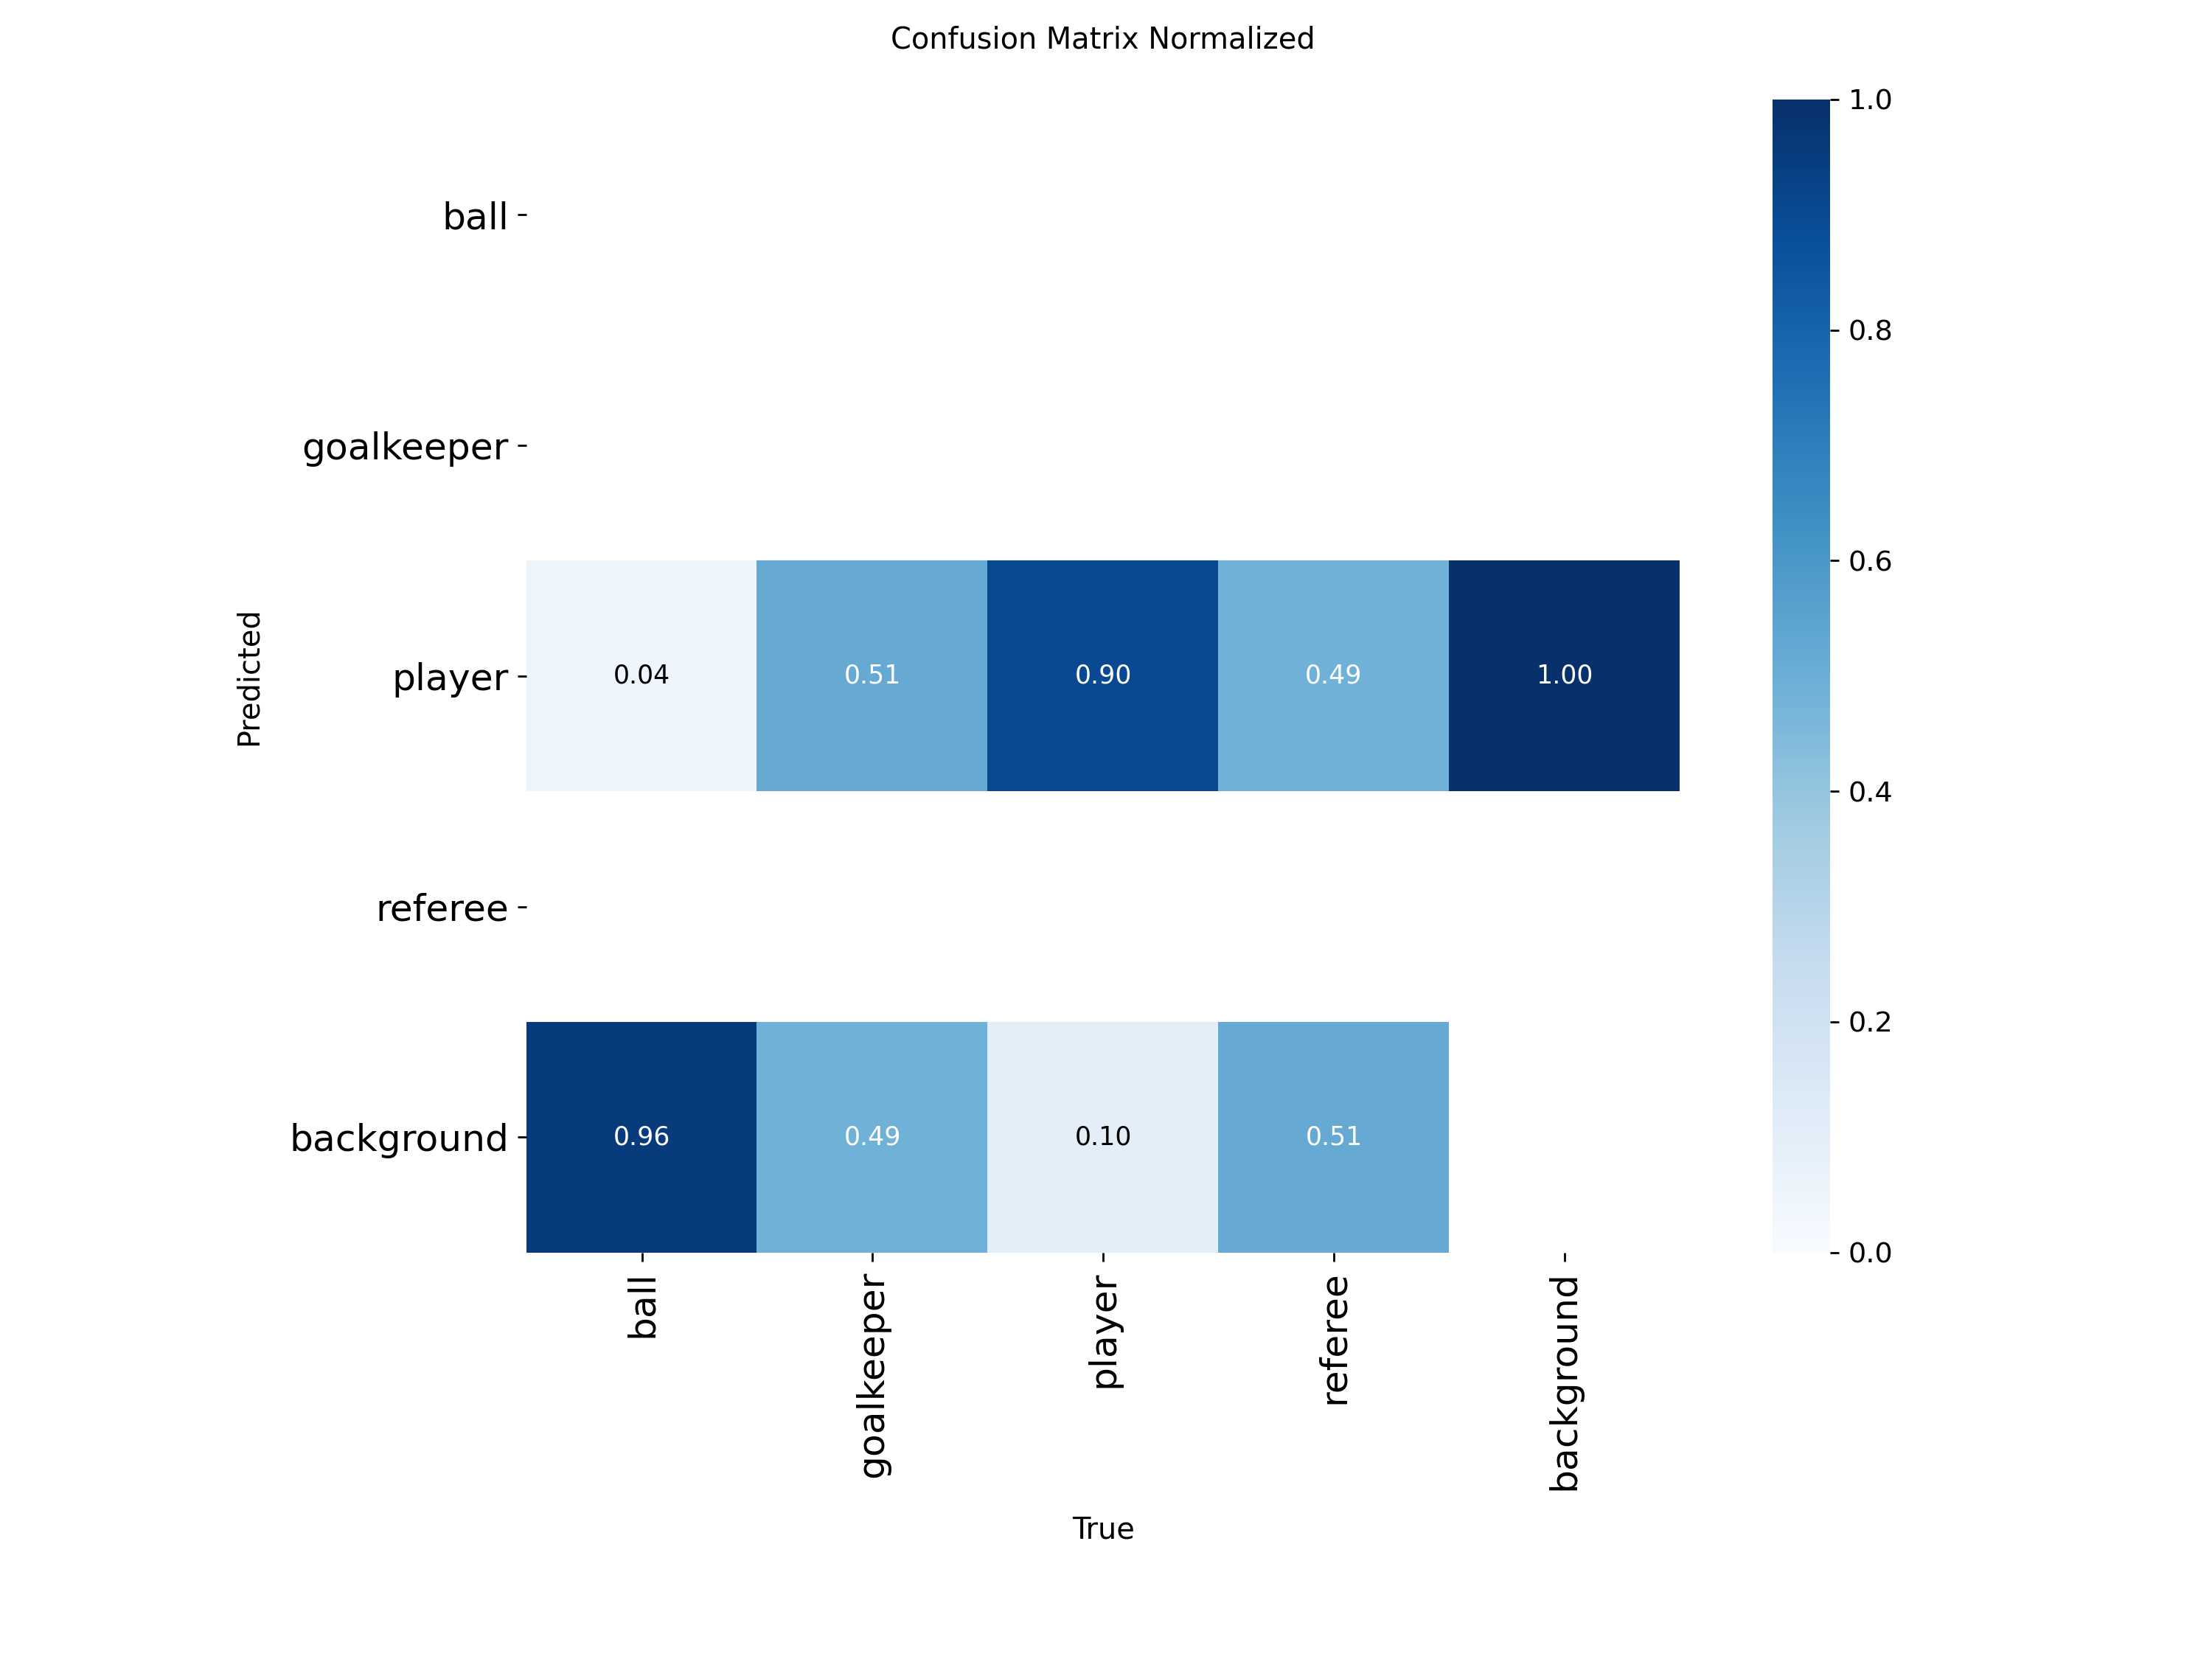 Confusion Matrix Normalized
1.0
ball
0.8
goalkeeper
0.6
Predicted
player
0.04 0.51 0.90 0.49 1.00
0.4
referee
0.2
background
0.96 0.49 0.10 0.51
0.0
ball
goalkeeper
player
referee
background
True